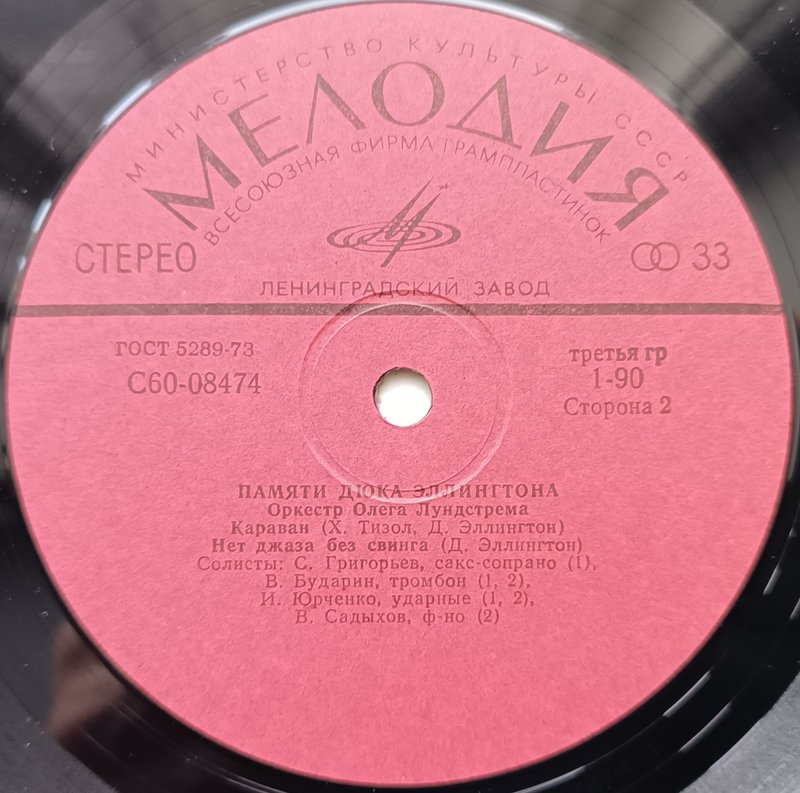 МИНИСТЕРСТВО КУЛЬТУРЫ СССР
МЕЛОДИЯ
ВСЕСОЮЗНАЯ ФИРМА ГРАМПЛАСТИНОК
СТЕРЕО
33
ЛЕНИНГРАДСКИЙ ЗАВОД
ГОСТ 5289-73
С60-08474
третья гр
1-90
Сторона 2
ПАМЯТИ ДЮКА ЭЛЛИНГТОНА
Оркестр Олега Лундстрема
Караван (Х. Тизол, Д. Эллингтон)
Нет джаза без свинга (Д. Эллингтон)
Солисты: С. Григорьев, сакс-сопрано (1),
В. Бударин, тромбон (1, 2),
И. Юрченко, ударные (1, 2),
В. Садыхов, ф-но (2)